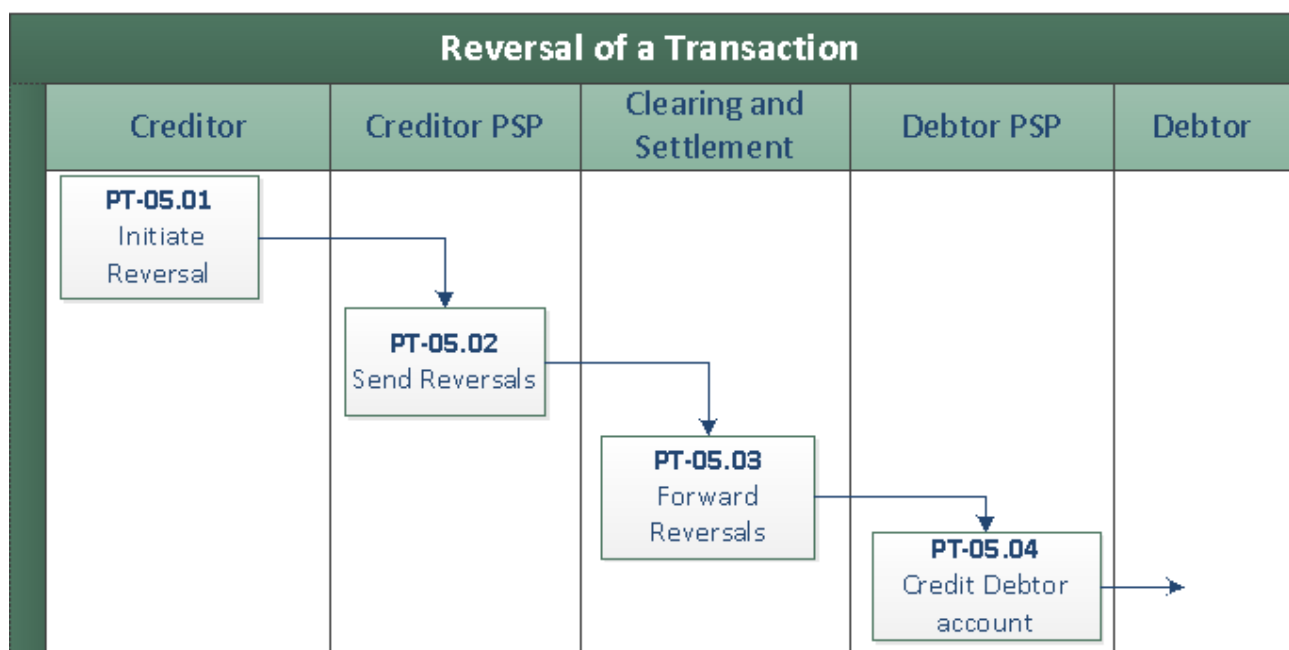 Reversal of a Transaction
Creditor
Creditor PSP
Clearing and
Settlement
Debtor PSP
Debtor
PT-05.01
Initiate
Reversal
PT-05.02
Send Reversals
PT-05.03
Forward
Reversals
PT-05.04
Credit Debtor
account